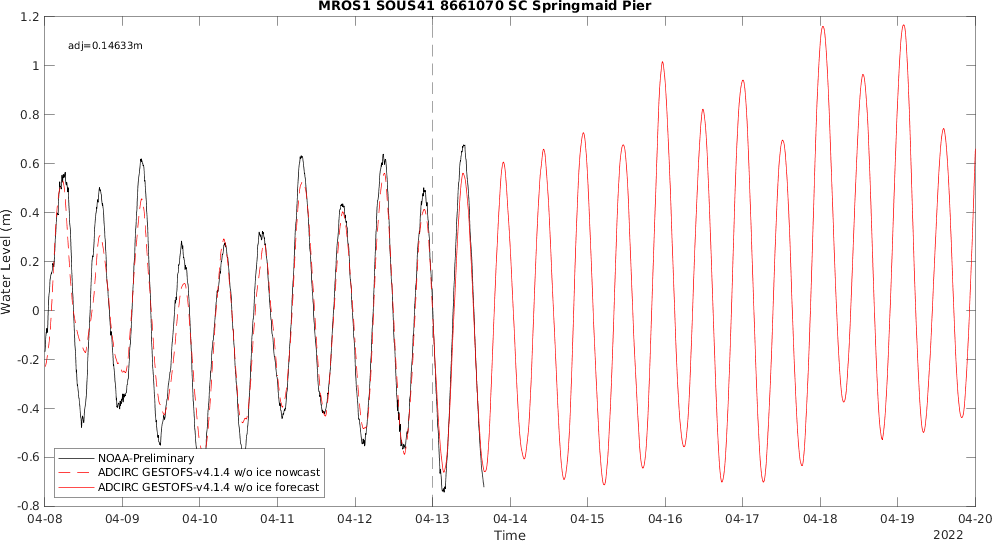 MROS1 SOUS41 8661070 SC Springmaid Pier
adj=0.14633m
Water Level (m)
1.2
1
0.8
0.6
0.4
0.2
0
-0.2
-0.4
-0.6
-0.8
NOAA-Preliminary
ADCIRC GESTOFS-v4.1.4 w/o ice nowcast
ADCIRC GESTOFS-v4.1.4 w/o ice forecast
04-08 04-09 04-10 04-11 04-12 04-13 04-14 04-15 04-16 04-17 04-18 04-19 04-20
Time
2022